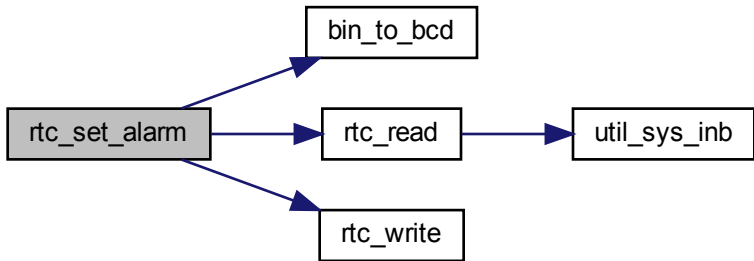 bin_to_bcd
rtc_set_alarm
rtc_read
util_sys_inb
rtc_write